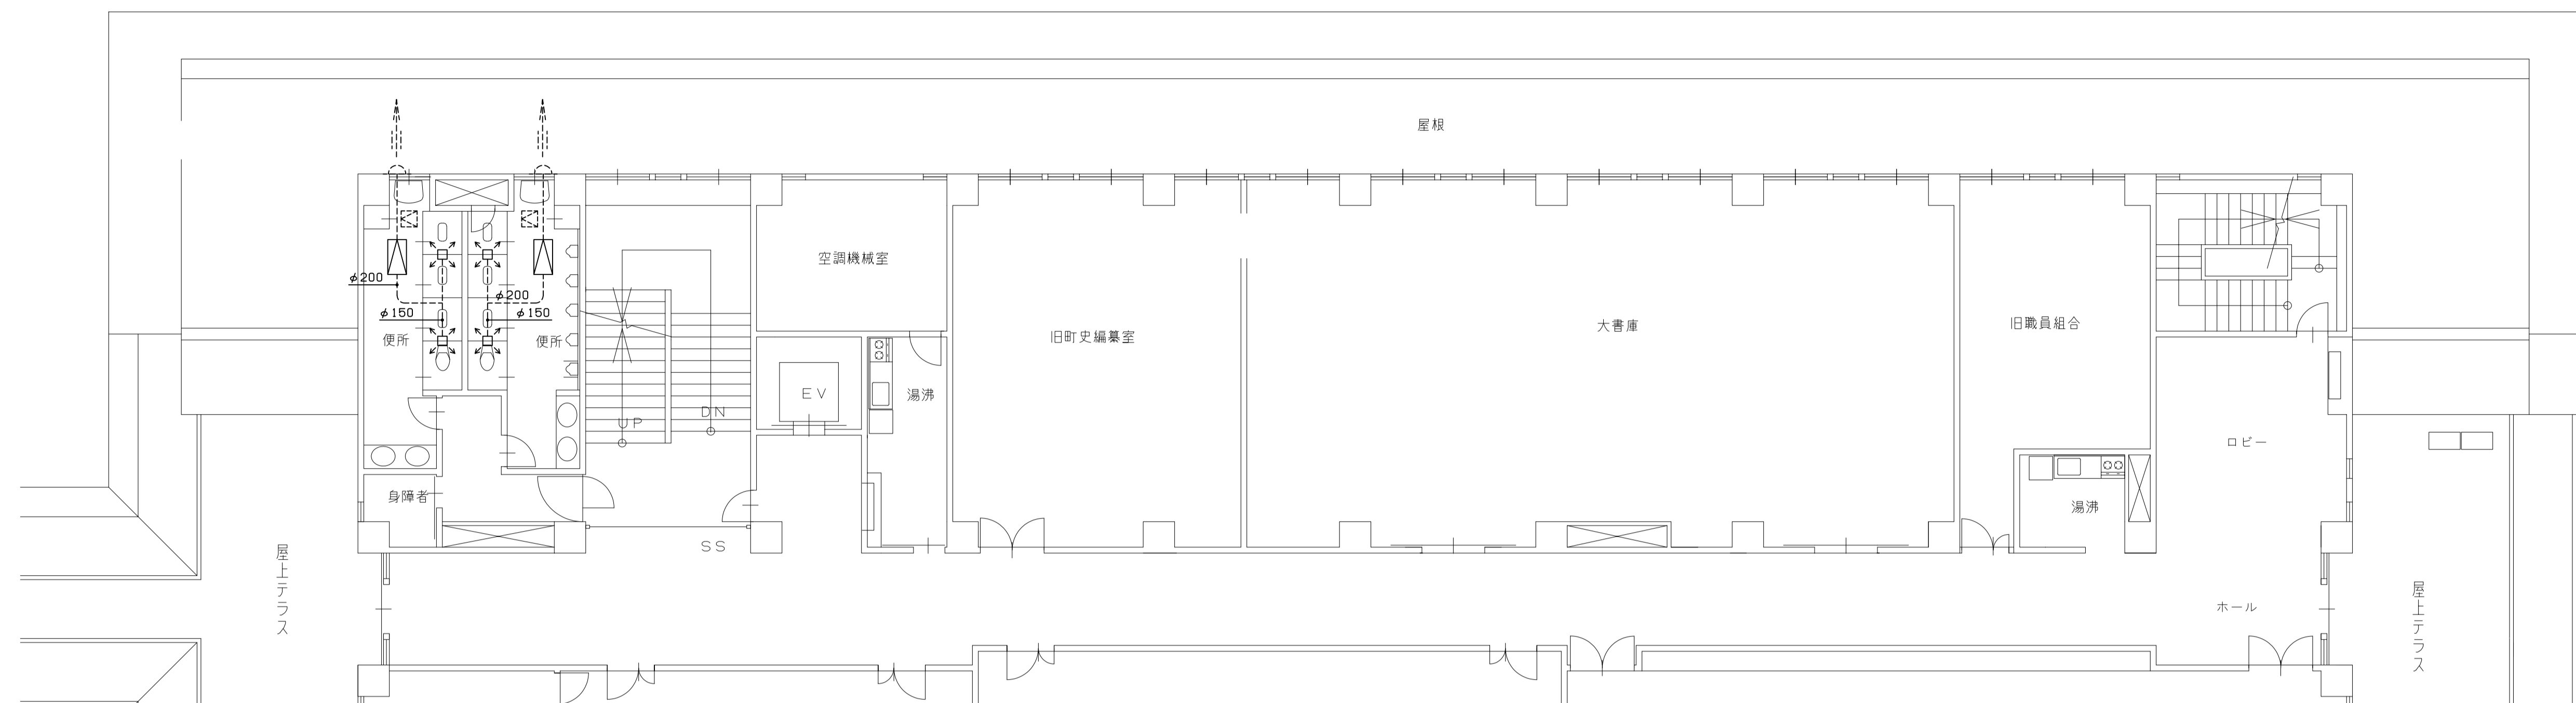 屋根
空調機械室
φ200
φ200
φ150
φ150
便所
便所
旧町史編纂室
大書庫
旧職員組合
EV
湯沸
DN
UP
ロビー
身障者
湯沸
SS
屋上テラス
ホール
屋上テラス